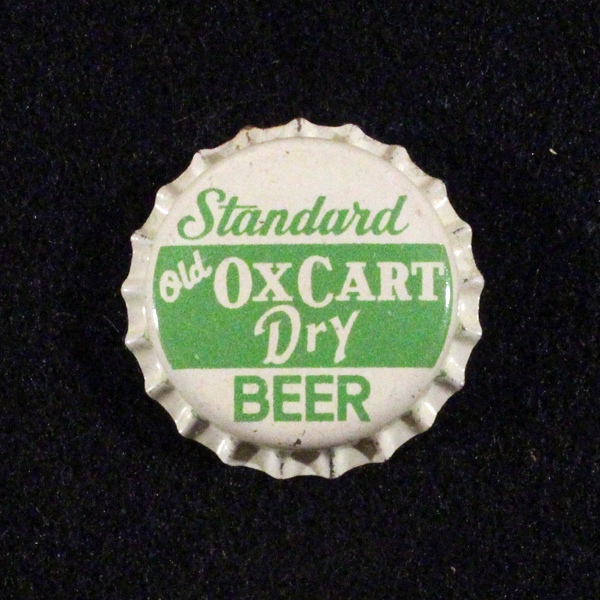 Standard
Old OXCART
Dry
BEER